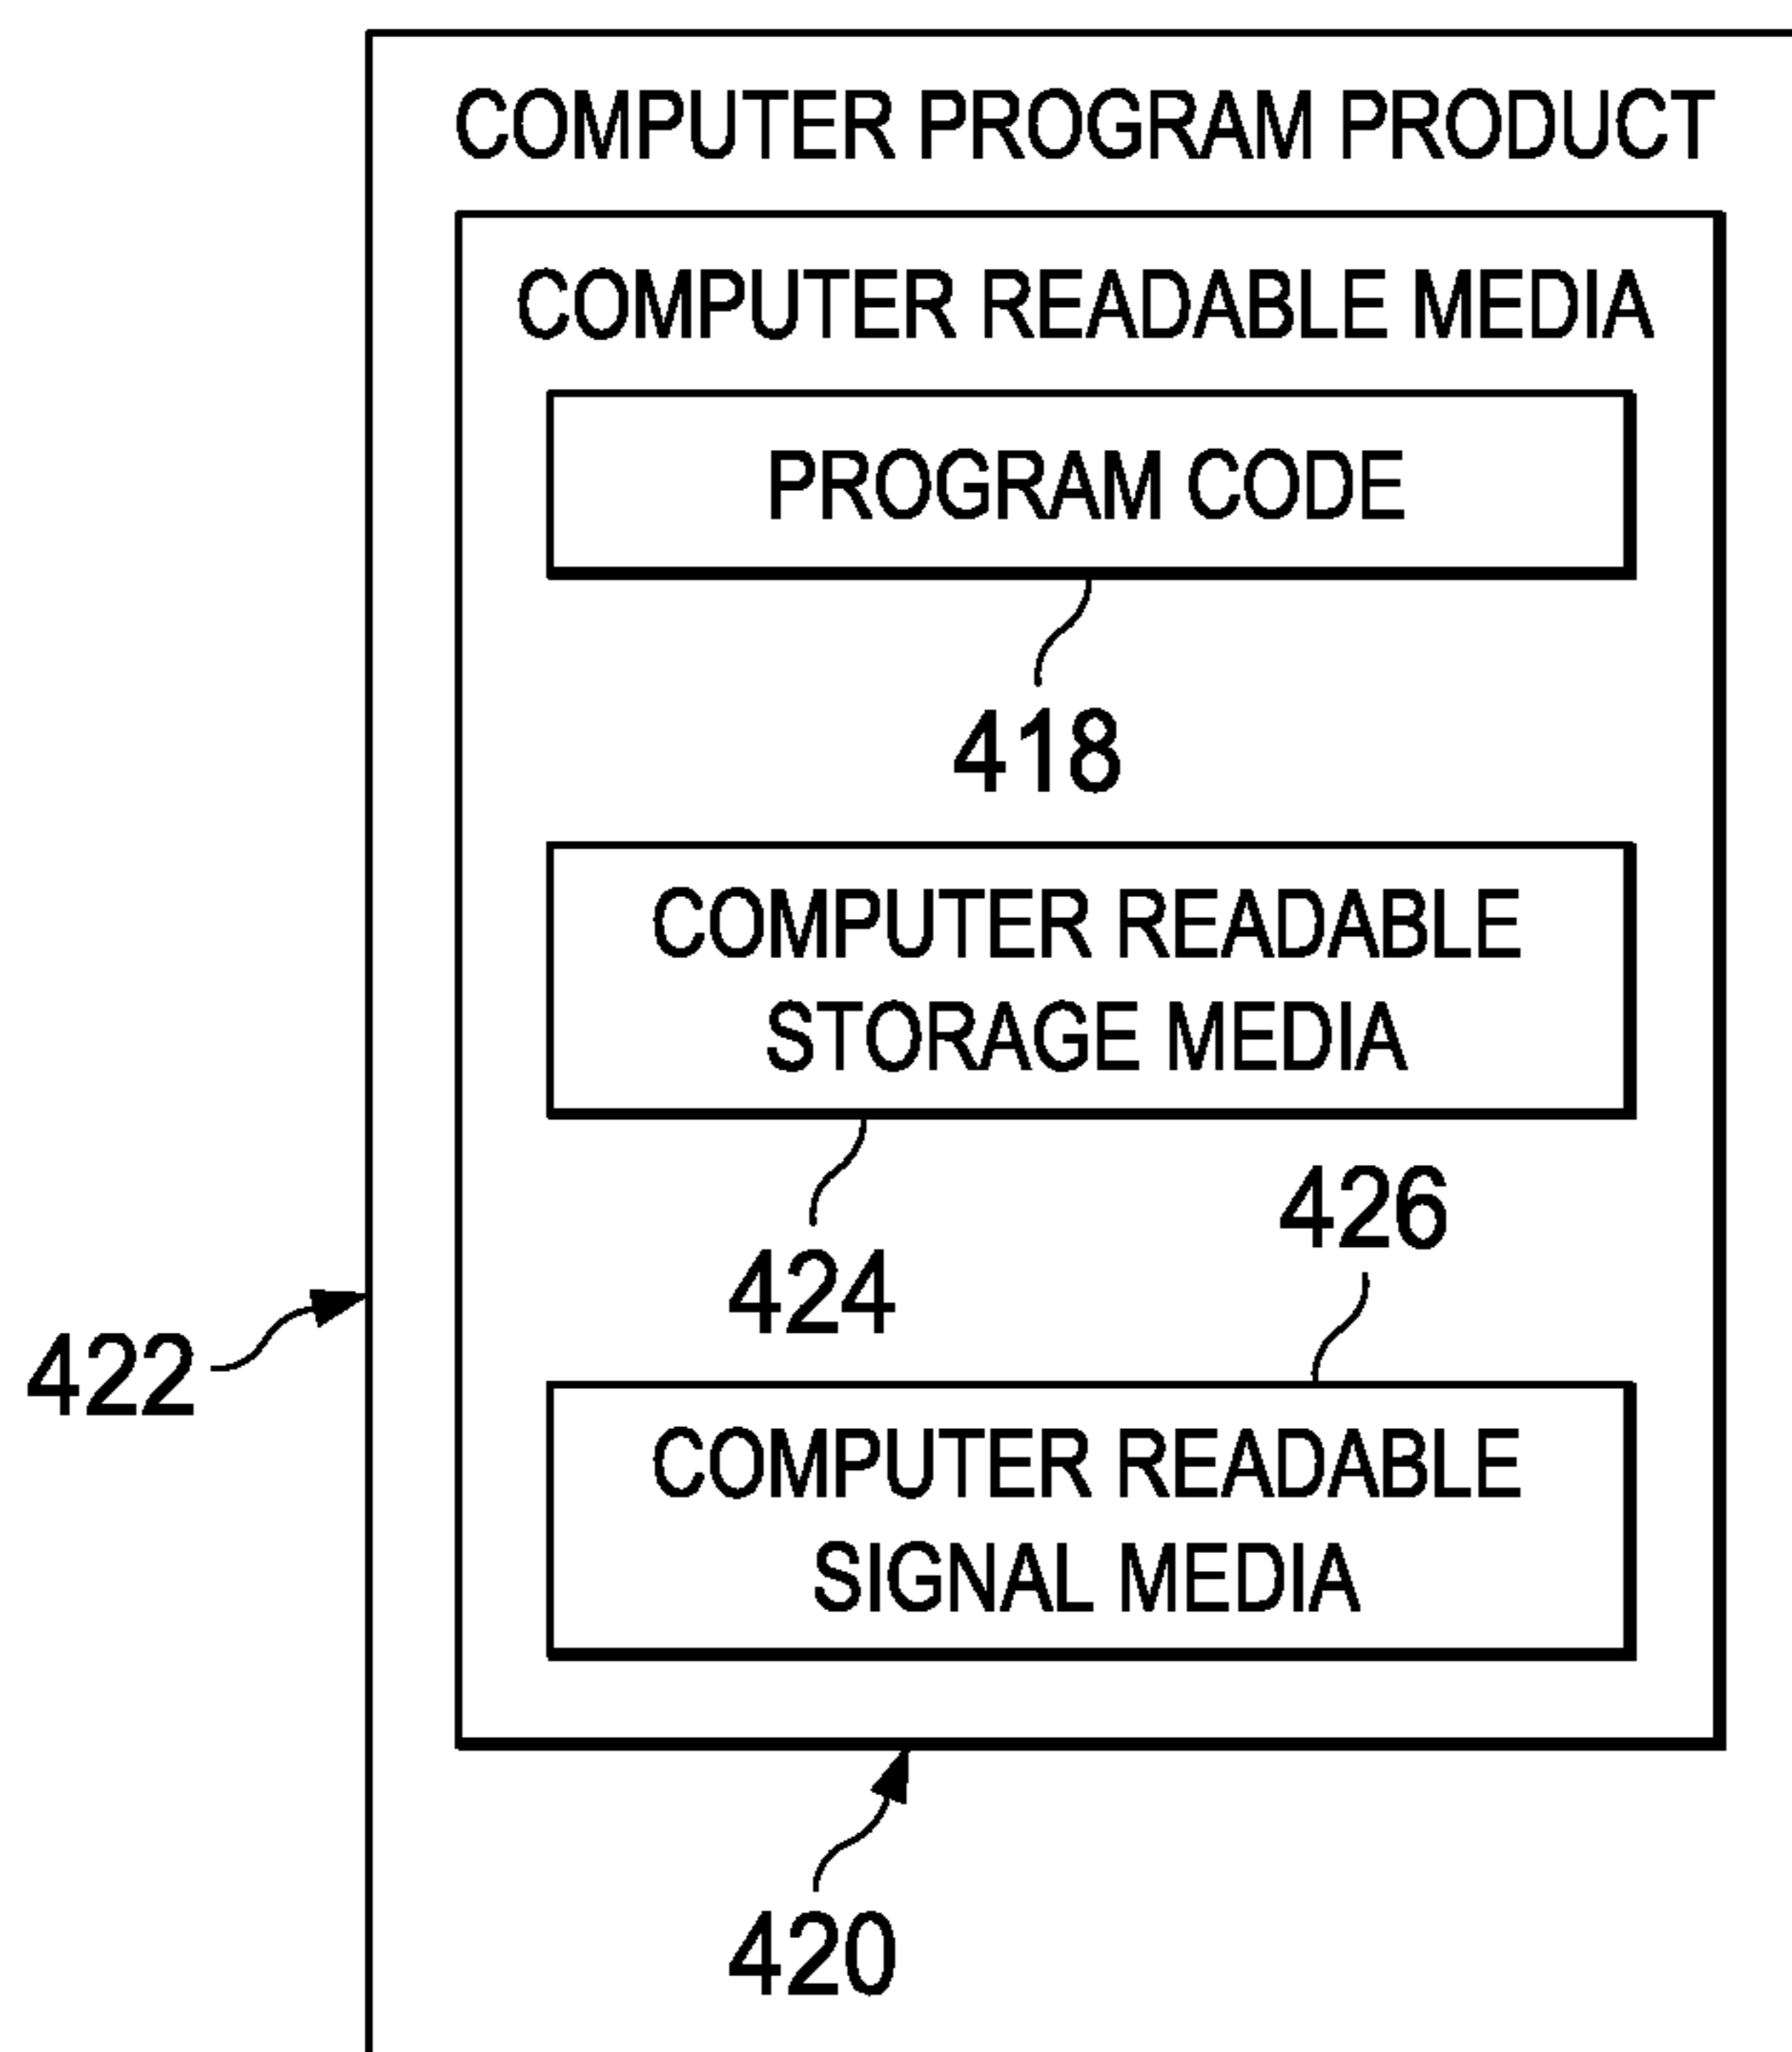 COMPUTER PROGRAM PRODUCT
COMPUTER READABLE MEDIA
PROGRAM CODE
418
COMPUTER READABLE
STORAGE MEDIA
426
424
422
COMPUTER READABLE
SIGNAL MEDIA
420